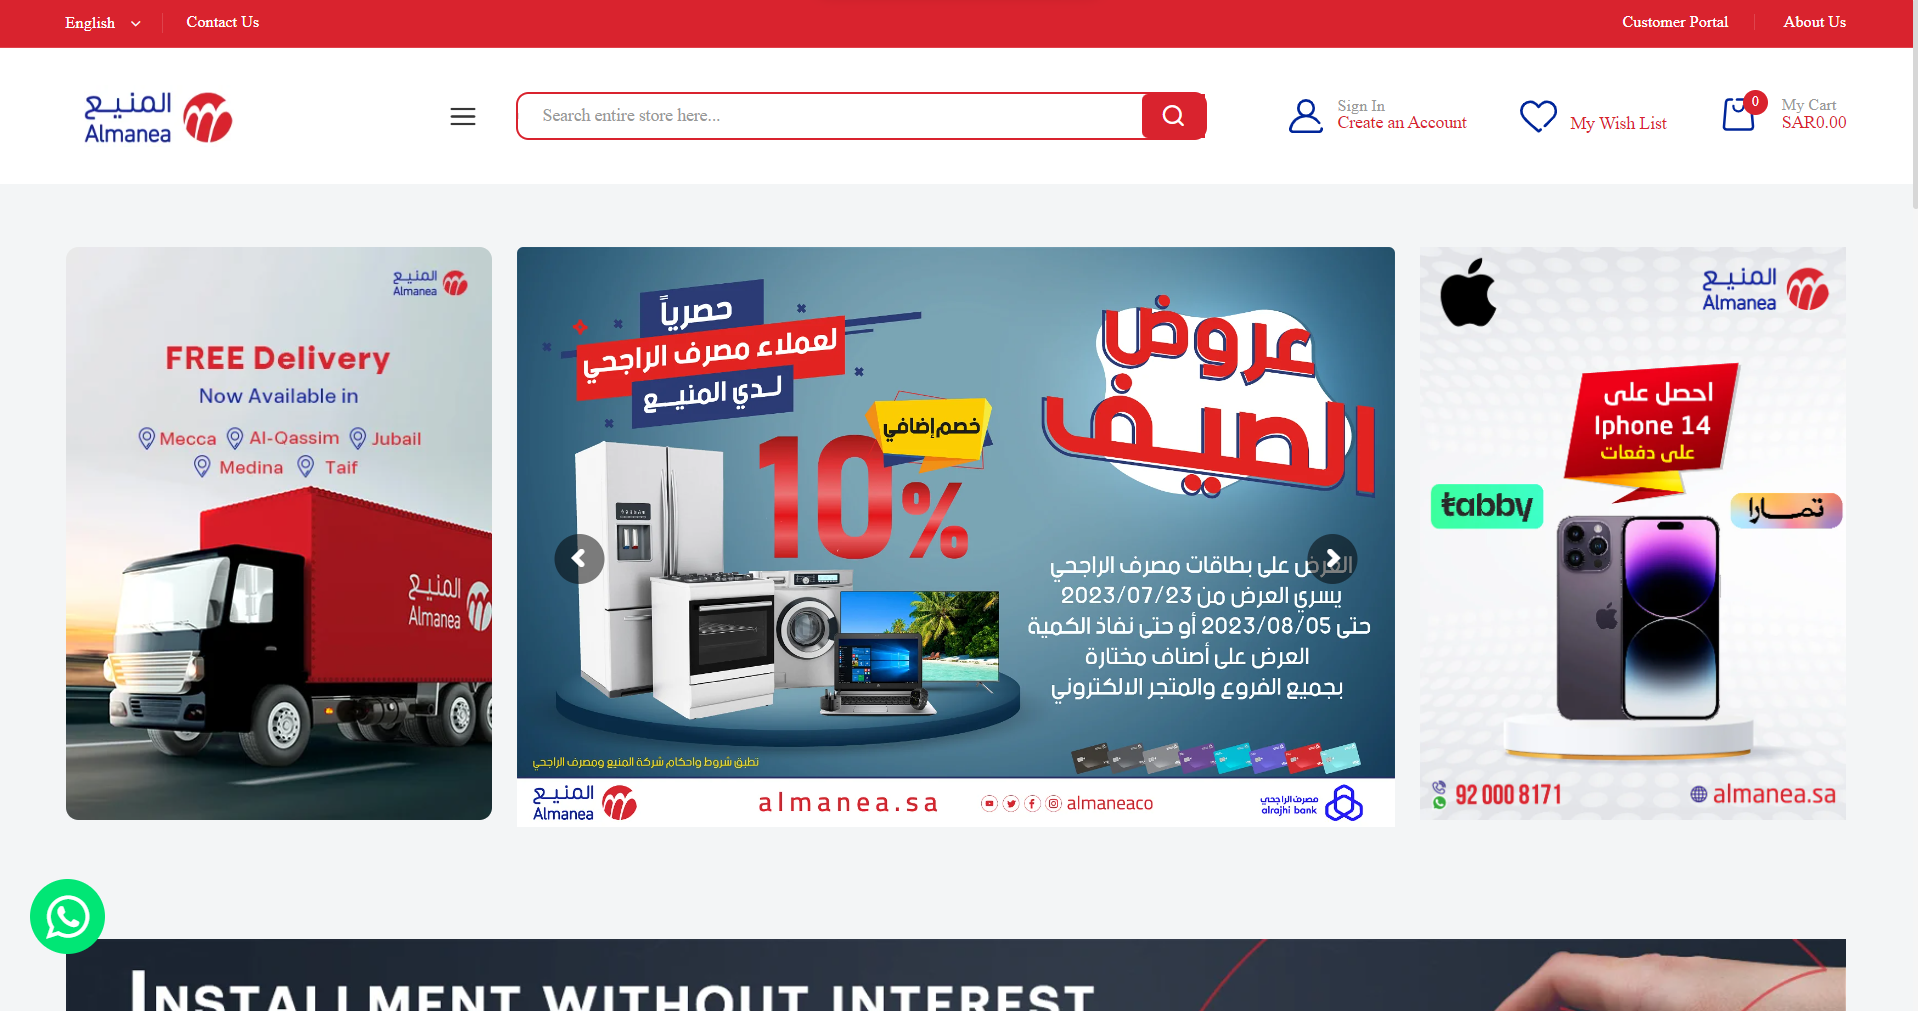 English
Contact Us
Customer Portal
About Us
المنيع
Almanea
Search entire store here...
Sign In
Create an Account
My Wish List
0
My Cart
SAR0.00
المنيع
Almanea
FREE Delivery
Now Available in
Mecca Al-Qassim Jubail
Medina Taif
المنيع
Almanea
حصرياً
لعملاء مصرف الراجحي
لدي المنيع
عروض
الصيف
خصم إضافي
10%
العرض على بطاقات مصرف الراجحي
يسري العرض من 2023/07/23
حتى 2023/08/05 أو حتى نفاذ الكمية
العرض على أصناف مختارة
بجميع الفروع والمتجر الالكتروني
تطبق شروط واحكام شركة المنيع ومصرف الراجحي
المنيع
Almanea
almanea.sa
almaneaco
مصرف الراجحي
alrajhi bank
المنيع
Almanea
احصل على
Iphone 14
على دفعات
tabby
تمارا
92 000 8171
almanea.sa
INSTALLMENT WITHOUT INTEREST